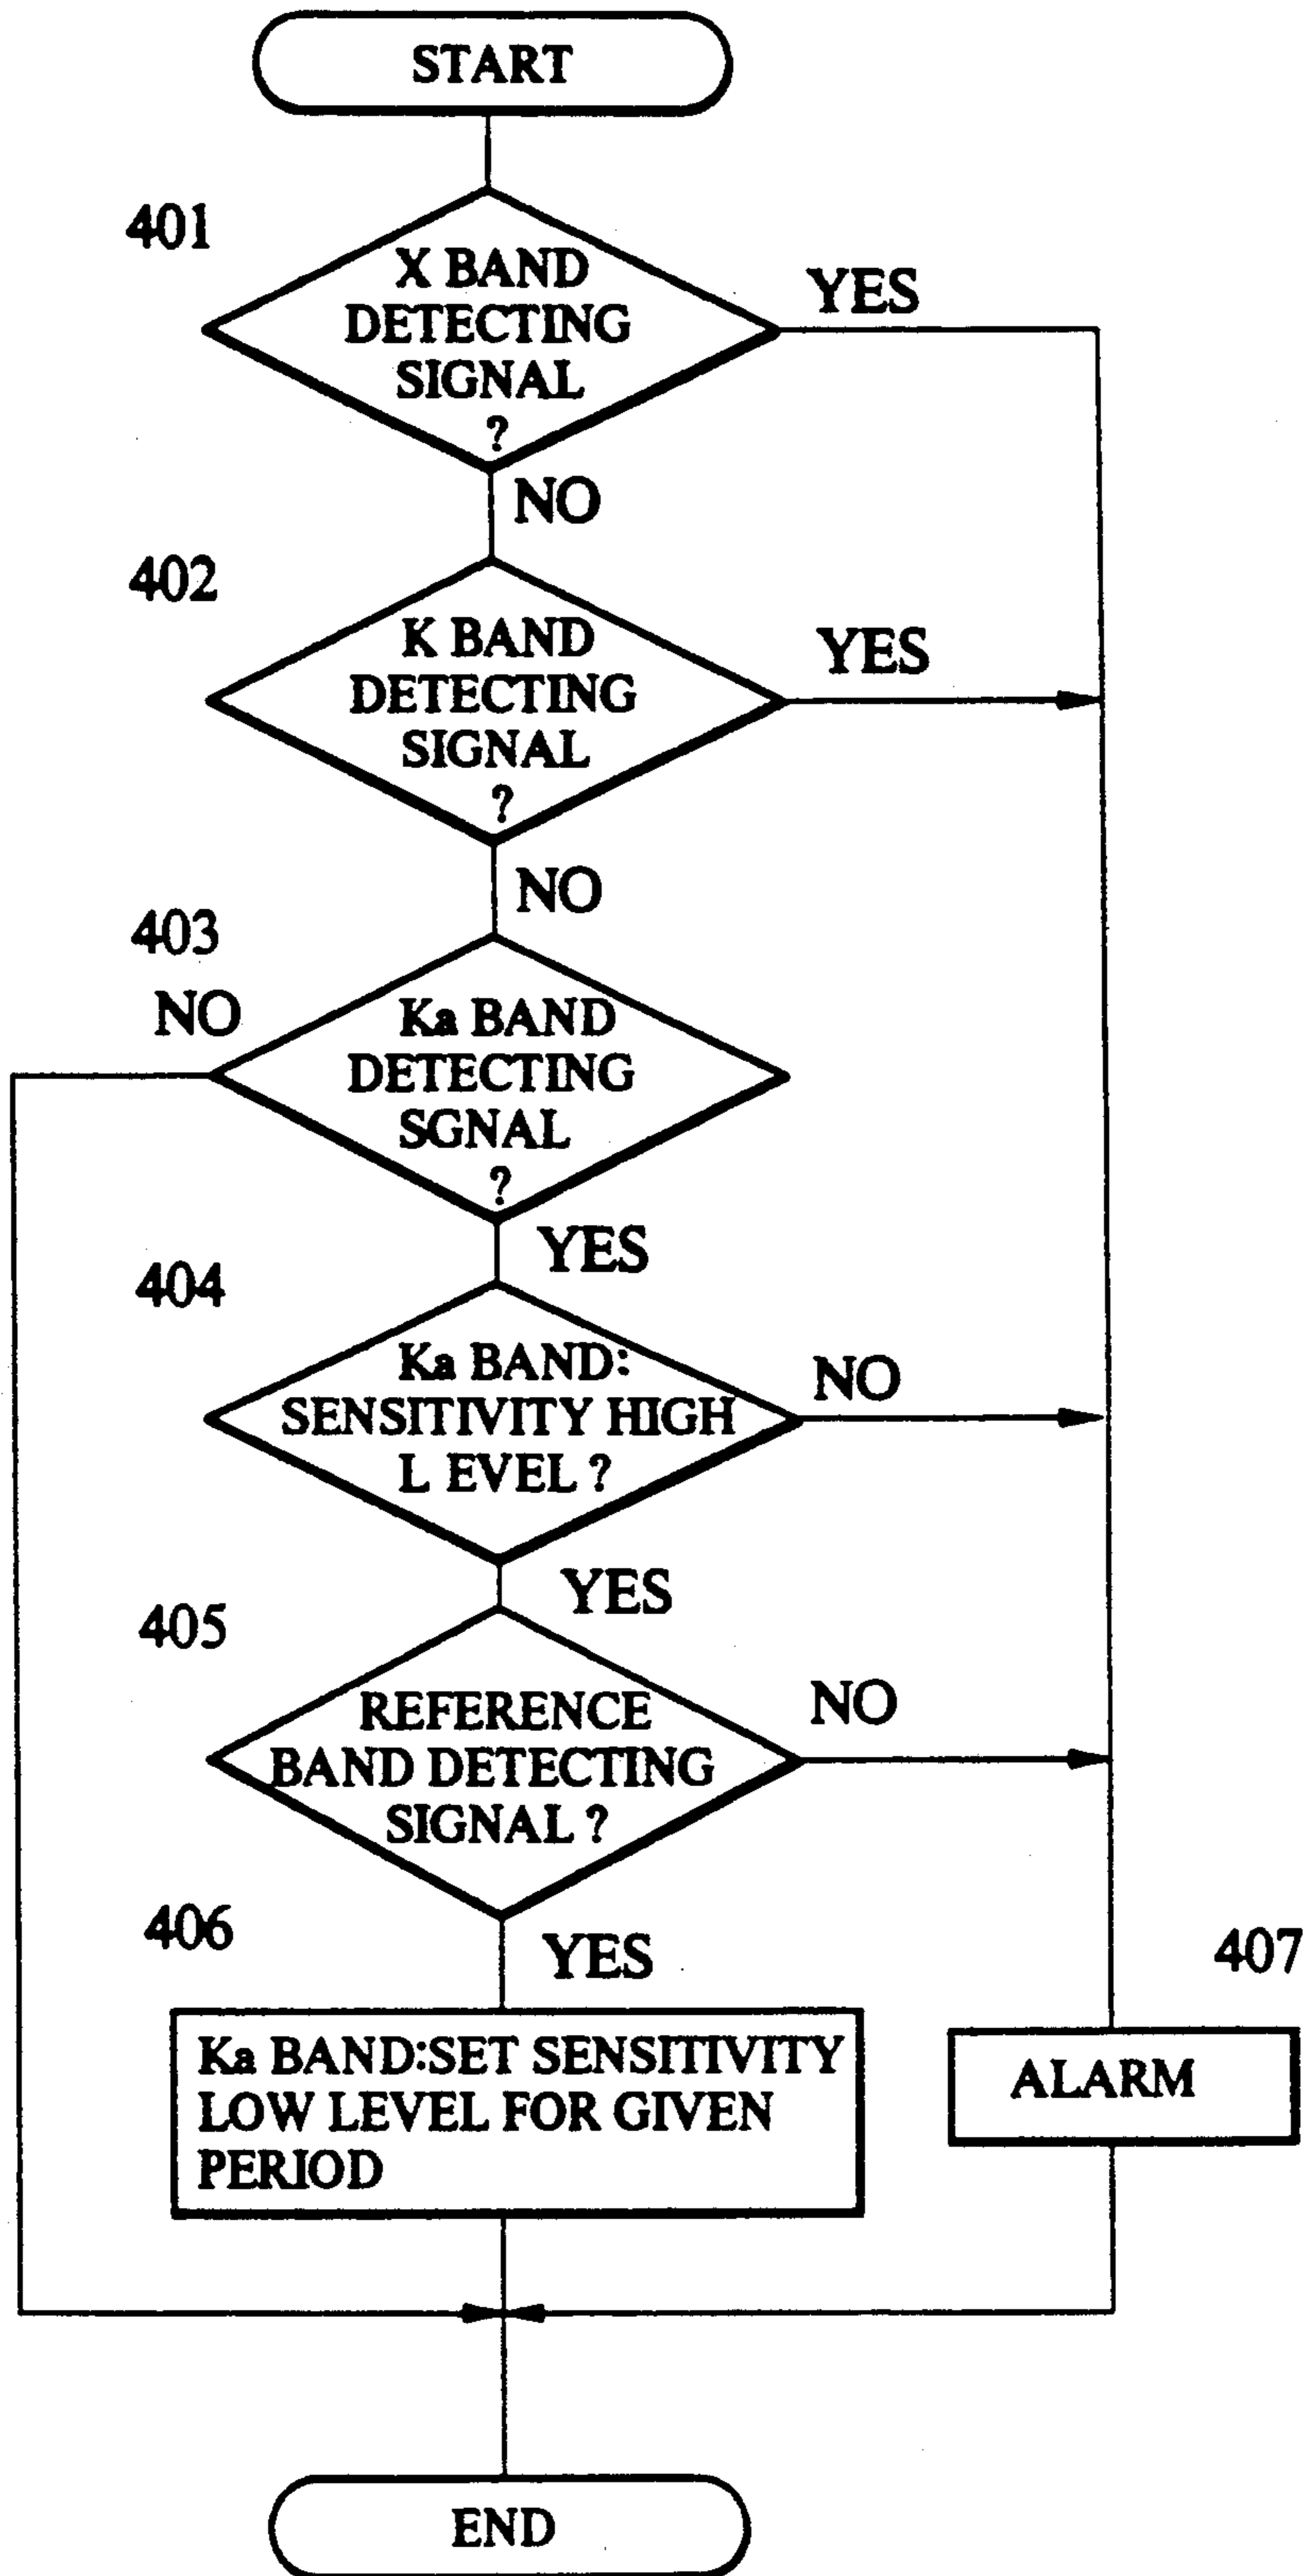 START
401
X BAND
DETECTING
SIGNAL
?
YES
NO
402
K BAND
DETECTING
SIGNAL
?
YES
NO
403
NO
Ka BAND
DETECTING
SGNAL
?
YES
404
Ka BAND:
SENSITIVITY HIGH
L EVEL ?
NO
YES
405
REFERENCE
BAND DETECTING
SIGNAL ?
NO
YES
406
Ka BAND:SET SENSITIVITY
LOW LEVEL FOR GIVEN
PERIOD
407
ALARM
END